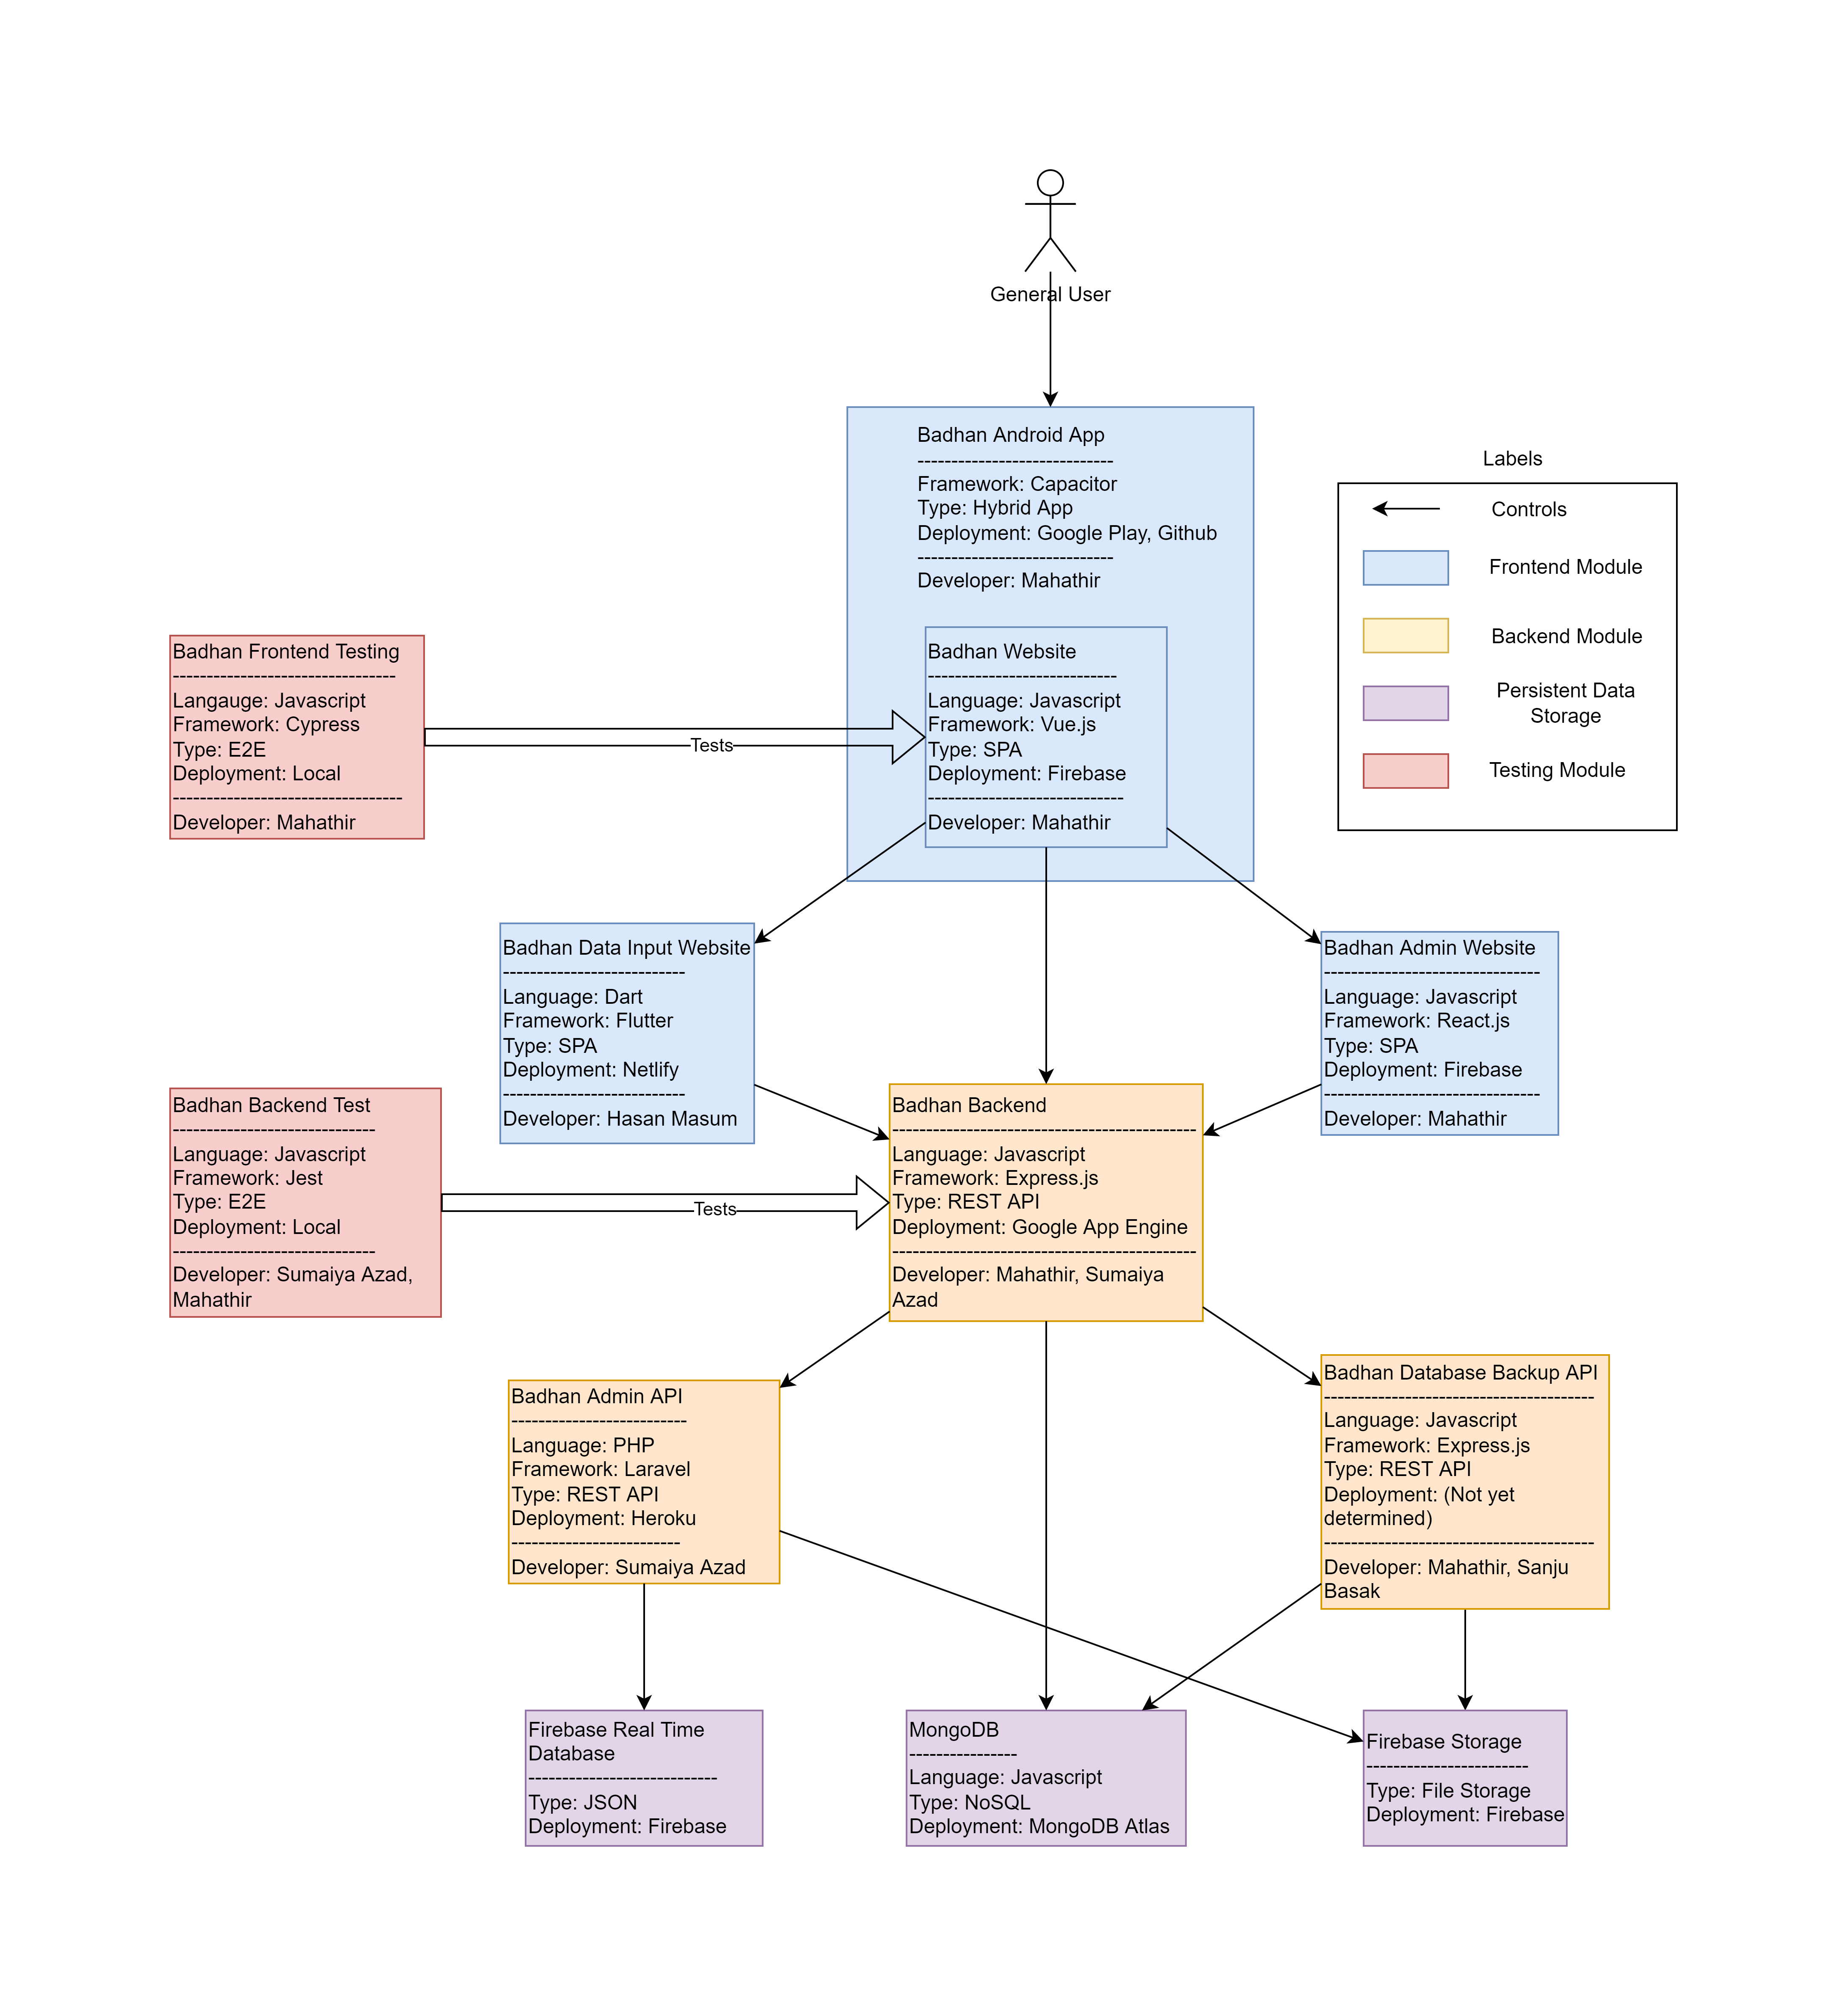 General User
Badhan Android App
-----------------------------
Framework: Capacitor
Type: Hybrid App
Deployment: Google Play, Github
-----------------------------
Developer: Mahathir
Labels
Controls
Frontend Module
Backend Module
Persistent Data
Storage
Testing Module
Badhan Frontend Testing
---------------------------------
Langauge: Javascript
Framework: Cypress
Type: E2E
Deployment: Local
----------------------------------
Developer: Mahathir
Tests
Badhan Website
----------------------------
Language: Javascript
Framework: Vue.js
Type: SPA
Deployment: Firebase
-----------------------------
Developer: Mahathir
Badhan Data Input Website
---------------------------
Language: Dart
Framework: Flutter
Type: SPA
Deployment: Netlify
---------------------------
Developer: Hasan Masum
Badhan Admin Website
--------------------------------
Language: Javascript
Framework: React.js
Type: SPA
Deployment: Firebase
--------------------------------
Developer: Mahathir
Badhan Backend Test
------------------------------
Language: Javascript
Framework: Jest
Type: E2E
Deployment: Local
------------------------------
Developer: Sumaiya Azad,
Mahathir
Tests
Badhan Backend
---------------------------------------------
Language: Javascript
Framework: Express.js
Type: REST API
Deployment: Google App Engine
---------------------------------------------
Developer: Mahathir, Sumaiya
Azad
Badhan Admin API
--------------------------
Language: PHP
Framework: Laravel
Type: REST API
Deployment: Heroku
-------------------------
Developer: Sumaiya Azad
Badhan Database Backup API
----------------------------------------
Language: Javascript
Framework: Express.js
Type: REST API
Deployment: (Not yet
determined)
----------------------------------------
Developer: Mahathir, Sanju
Basak
Firebase Real Time
Database
----------------------------
Type: JSON
Deployment: Firebase
MongoDB
----------------
Language: Javascript
Type: NoSQL
Deployment: MongoDB Atlas
Firebase Storage
------------------------
Type: File Storage
Deployment: Firebase